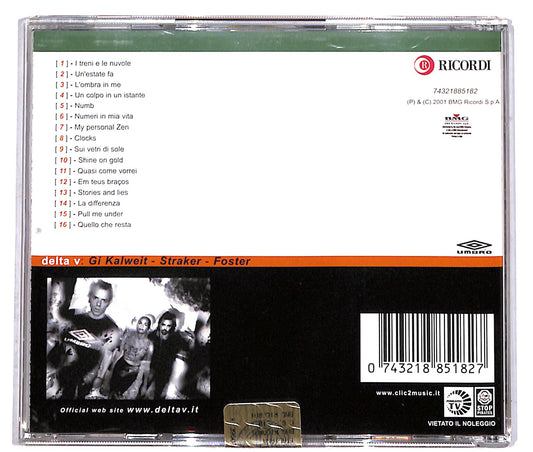 [ 1 ] - I treni e le nuvole
[ 2 ] - Un'estate fa
[ 3 ] - L'ombra in me
[ 4 ] - Un colpo in un istante
[ 5 ] - Numb
[ 6 ] - Numeri in mia vita
[ 7 ] - My personal Zen
[ 8 ] - Clocks
[ 9 ] - Sui vetri di sole
[ 10 ] - Shine on gold
[ 11 ] - Quasi come vorrei
[ 12 ] - Em teus braços
[ 13 ] - Stories and lies
[ 14 ] - La differenza
[ 15 ] - Pull me under
[ 16 ] - Quello che resta
R RICORDI
74321885182
(P) & (C) 2001 BMG Ricordi S.p.A
BMG
UMBRO
delta v Gi Kalweit - Straker - Foster
UMBRO
Official web site www.deltav.it
0 743218 851827
www.clic2music.it
TV
STOP
PIRATES
VIETATO IL NOLEGGIO